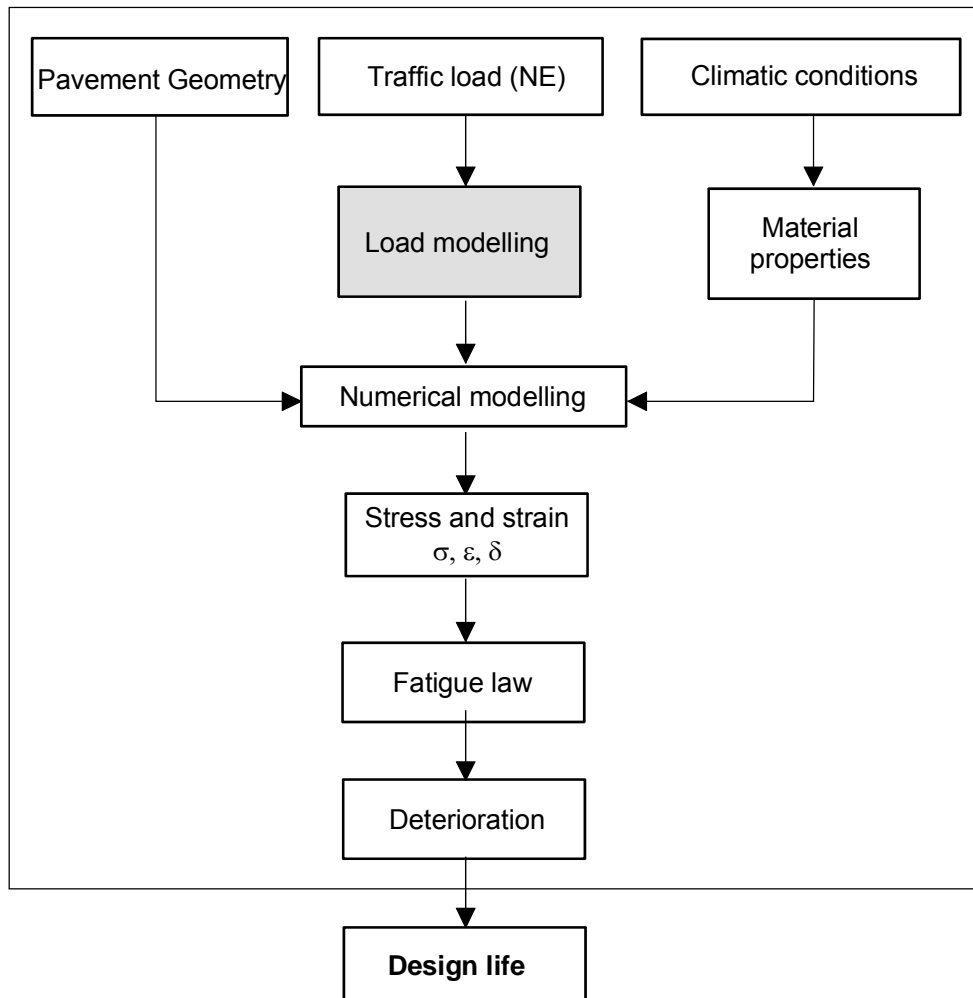 Pavement Geometry
Traffic load (NE)
Climatic conditions
Load modelling
Material
properties
Numerical modelling
Stress and strain
σ, ε, δ
Fatigue law
Deterioration
Design life